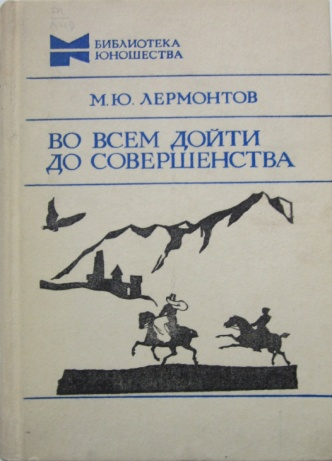 БИБЛИОТЕКА
ЮНОШЕСТВА
М.Ю. ЛЕРМОНТОВ
ВО ВСЕМ ДОЙТИ
ДО СОВЕРШЕНСТВА